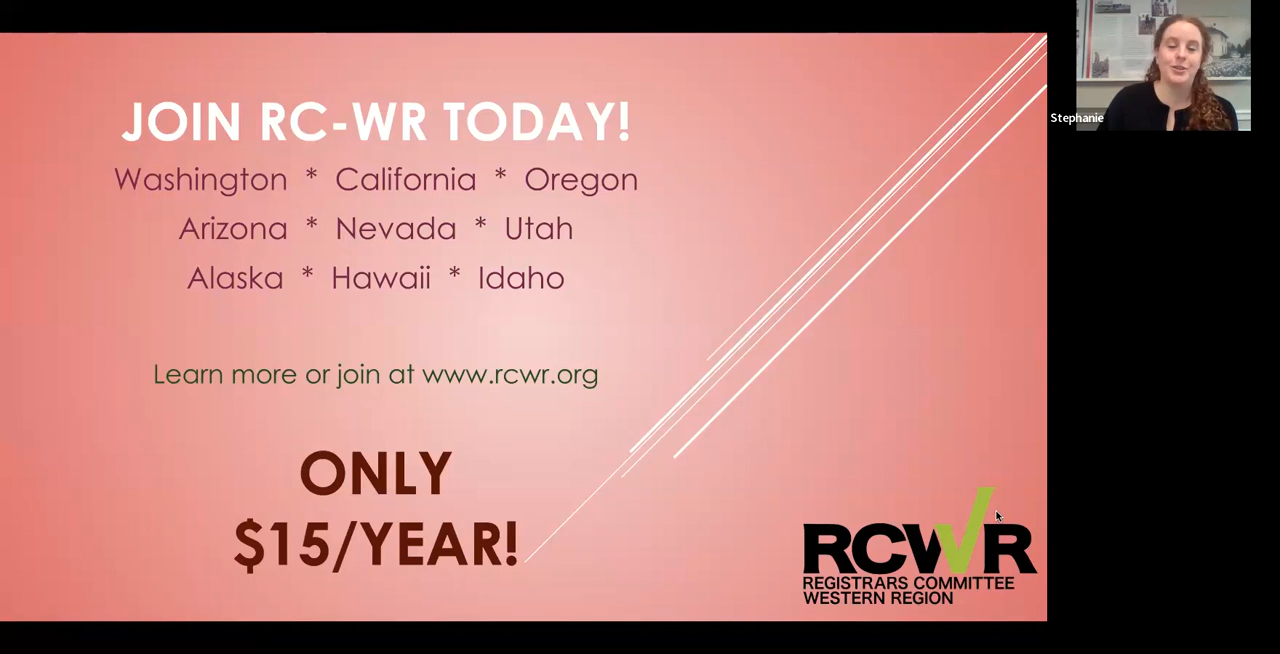 JOIN RC-WR TODAY!
Washington * California * Oregon
Arizona * Nevada * Utah
Alaska * Hawaii * Idaho
Learn more or join at www.rcwr.org
ONLY
$15/YEAR!
RCWR
REGISTRARS COMMITTEE
WESTERN REGION
Stephanie